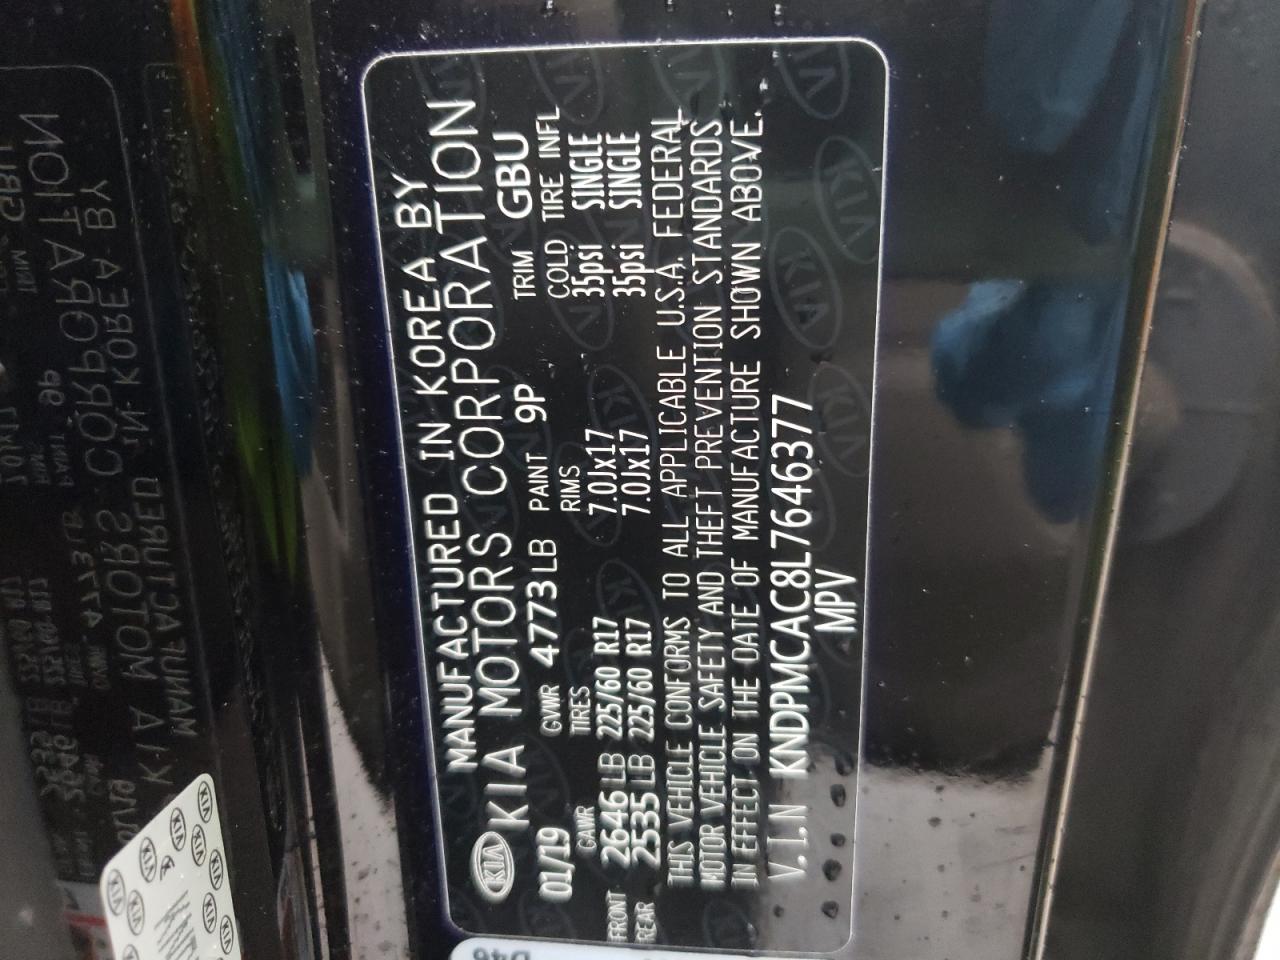 MANUFACTURED IN KOREA BY
KIA KIA MOTORS CORPORATION
01/19 GVWR 4773LB PAINT 9P TRIM GBU
GAWR TIRES RIMS COLD TIRE INFL
FRONT 2646LB 225/60 R17 7.0Jx17 35psi SINGLE
REAR 2535LB 225/60 R17 7.0Jx17 35psi SINGLE
THIS VEHICLE CONFORMS TO ALL APPLICABLE U.S.A. FEDERAL
MOTOR VEHICLE SAFETY AND THEFT PREVENTION STANDARDS
IN EFFECT ON THE DATE OF MANUFACTURE SHOWN ABOVE.
V.I.N KNDPMCAC8L7646377
MPV